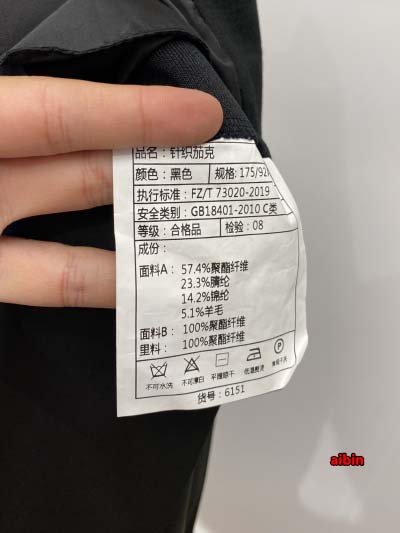 品名: 针织茄克
颜色: 黑色 规格: 175/92
执行标准: FZ/T 73020-2019
安全类别: GB18401-2010 C类
等级: 合格品 检验: 08
成份:
面料A: 57.4%聚酯纤维
23.3%腈纶
14.2%锦纶
5.1%羊毛
面料B: 100%聚酯纤维
里料: 100%聚酯纤维
P
不可水洗 不可漂白 平摊晾干 低温熨烫 常规干洗
货号: 6151
aibin